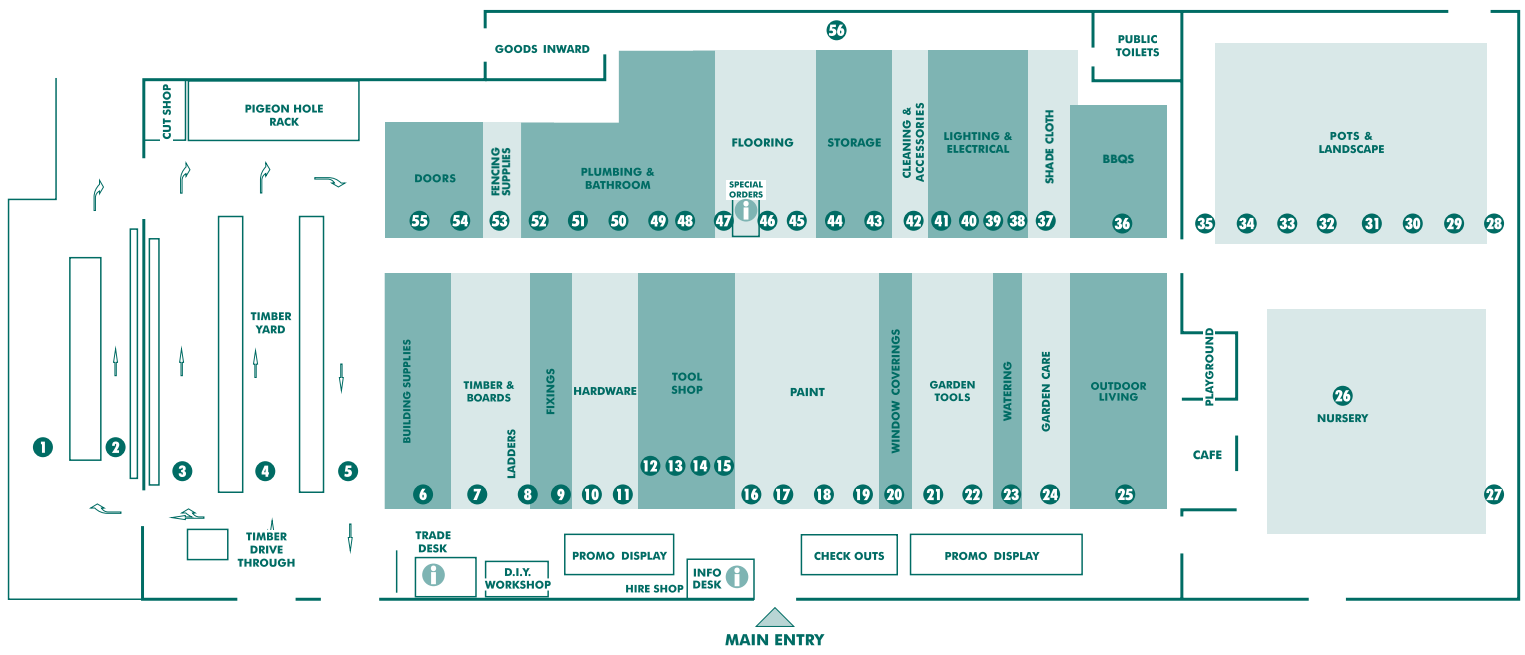 56
GOODS INWARD
PUBLIC
TOILETS
CUT SHOP
PIGEON HOLE
RACK
DOORS
FENCING
SUPPLIES
PLUMBING &
BATHROOM
FLOORING
SPECIAL
ORDERS
i
STORAGE
CLEANING &
ACCESSORIES
LIGHTING &
ELECTRICAL
SHADE CLOTH
BBQS
POTS &
LANDSCAPE
55 54 53 52 51 50 49 48 47 46 45 44 43 42 41 40 39 38 37 36 35 34 33 32 31 30 29 28
TIMBER
YARD
BUILDING SUPPLIES
TIMBER &
BOARDS
LADDERS
FIXINGS
HARDWARE
TOOL
SHOP
PAINT
WINDOW COVERINGS
GARDEN
TOOLS
WATERING
GARDEN CARE
OUTDOOR
LIVING
PLAYGROUND
CAFE
26
NURSERY
1 2 3 4 5
12 13 14 15
6 7 8 9 10 11 16 17 18 19 20 21 22 23 24 25 27
TIMBER
DRIVE
THROUGH
TRADE
DESK
i
D.I.Y.
WORKSHOP
PROMO DISPLAY
HIRE SHOP
INFO
DESK
i
CHECK OUTS
PROMO DISPLAY
MAIN ENTRY